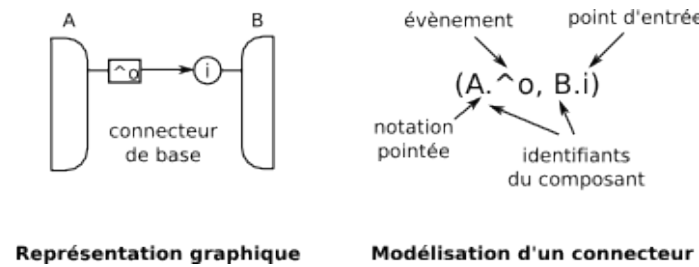 A
B
^o
i
connecteur
de base
Représentation graphique
évènement
point d'entrée
(A.^o, B.i)
notation
pointée
identifiants
du composant
Modélisation d'un connecteur